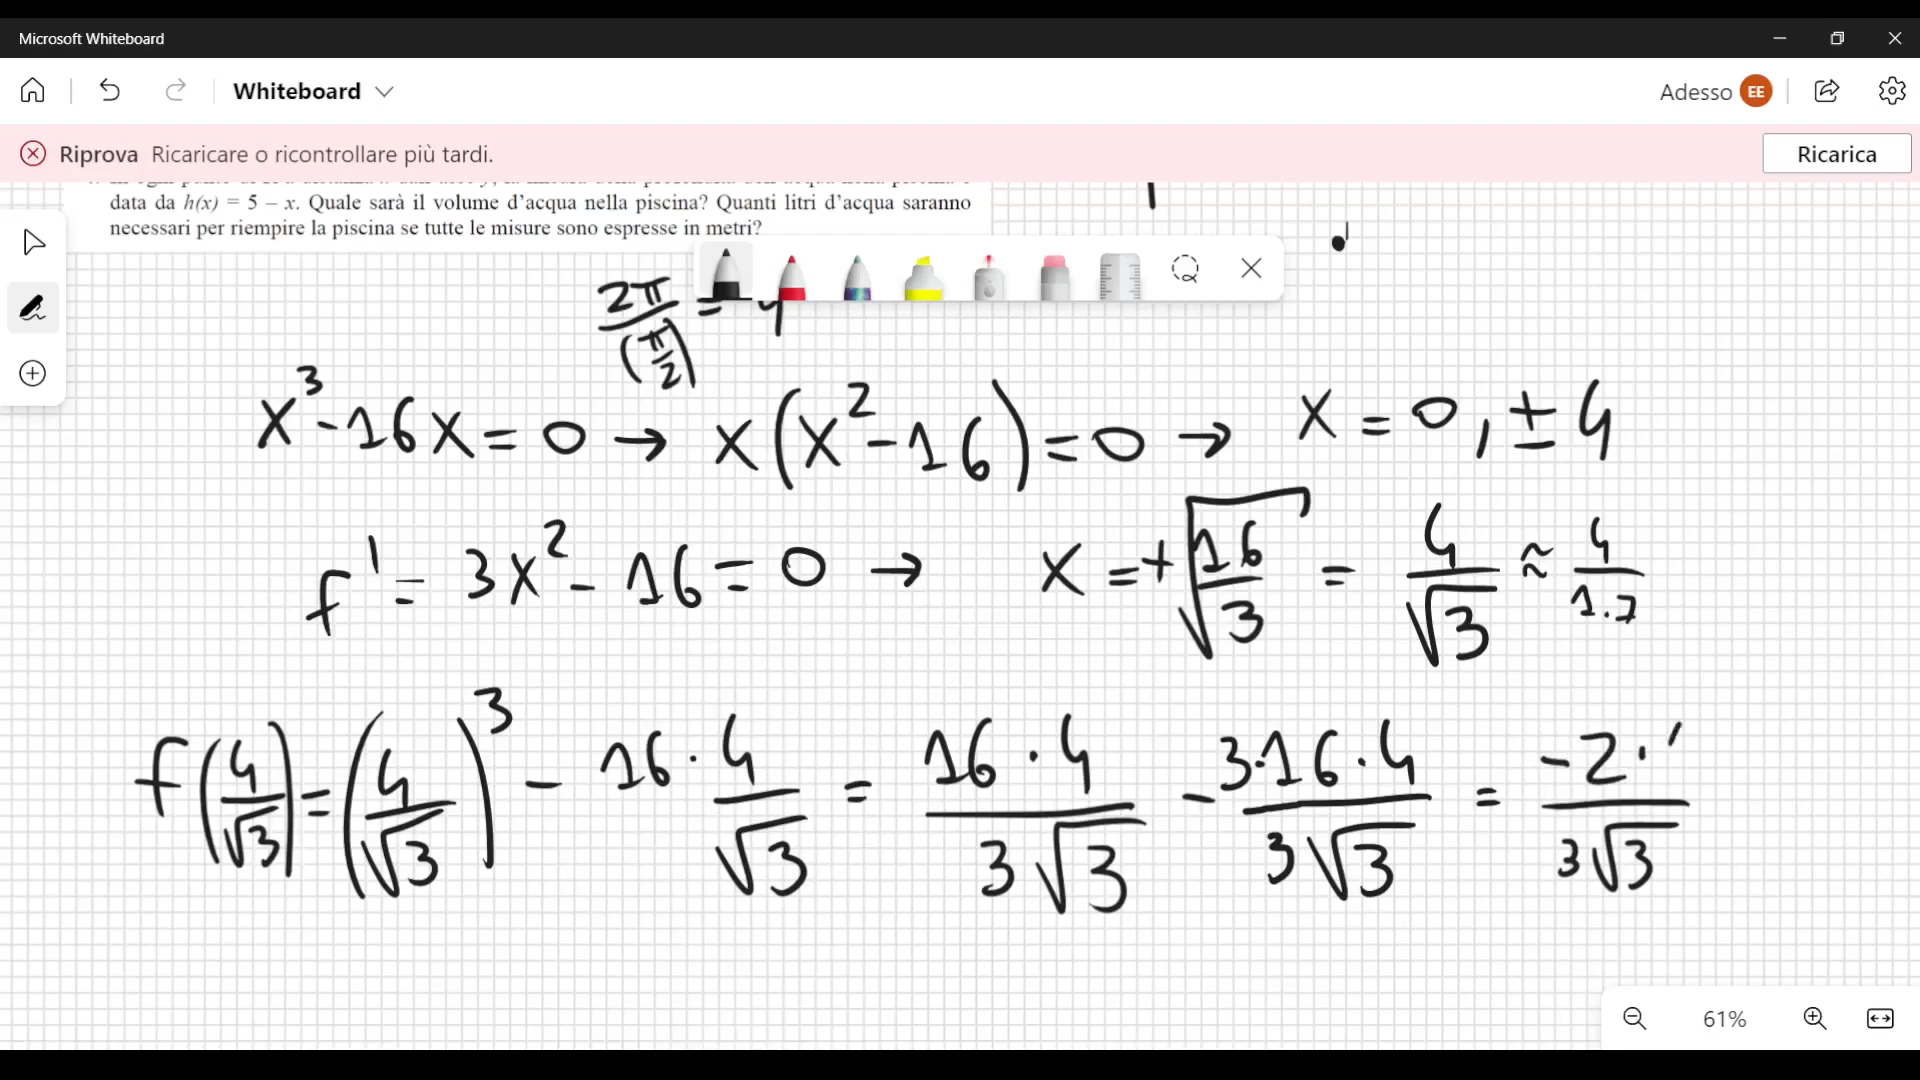 Microsoft Whiteboard
Whiteboard
Adesso EE
Riprova Ricaricare o ricontrollare più tardi.
Ricarica
data da h(x) = 5 – x. Quale sarà il volume d’acqua nella piscina? Quanti litri d’acqua saranno
necessari per riempire la piscina se tutte le misure sono espresse in metri?
2π/(π/2) = 4
x³ - 16x = 0 → x(x² - 16) = 0 → x = 0, ± 4
f' = 3x² - 16 = 0 → x = +√(16/3) = 4/√3 ≈ 4/1.7
f(4/√3) = (4/√3)³ - 16 · 4/√3 = 16 · 4/3√3 - 3·16·4/3√3 = -2·/3√3
61%